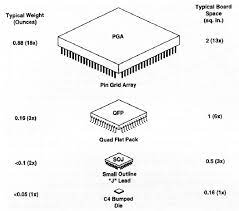 Typical Weight
(Ounces)
Typical Board
Space
(sq. in.)
PGA
0.88 (18x)
2 (13x)
Pin Grid Array
QFP
0.16 (3x)
1 (6x)
Quad Flat Pack
SOJ
<0.1 (2x)
0.5 (3x)
Small Outline
"J" Lead
<0.05 (1x)
0.16 (1x)
C4 Bumped
Die